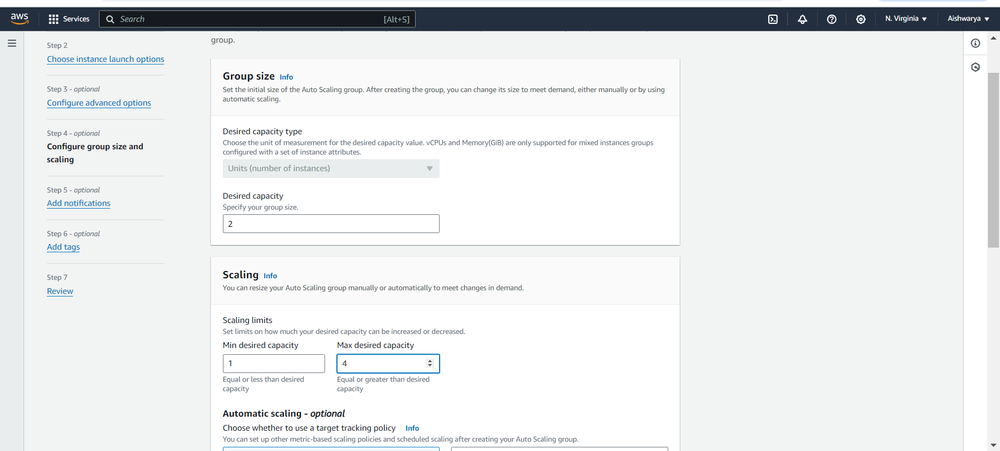 aws
Services
Search
[Alt+S]
N. Virginia
Aishwarya
Step 2
Choose instance launch options
Step 3 - optional
Configure advanced options
Step 4 - optional
Configure group size and
scaling
Step 5 - optional
Add notifications
Step 6 - optional
Add tags
Step 7
Review
group.
Group size Info
Set the initial size of the Auto Scaling group. After creating the group, you can change its size to meet demand, either manually or by using
automatic scaling.
Desired capacity type
Choose the unit of measurement for the desired capacity value. vCPUs and Memory(GiB) are only supported for mixed instances groups
configured with a set of instance attributes.
Units (number of instances)
Desired capacity
Specify your group size.
2
Scaling Info
You can resize your Auto Scaling group manually or automatically to meet changes in demand.
Scaling limits
Set limits on how much your desired capacity can be increased or decreased.
Min desired capacity
Max desired capacity
1
4
Equal or less than desired
capacity
Equal or greater than desired
capacity
Automatic scaling - optional
Choose whether to use a target tracking policy Info
You can set up other metric-based scaling policies and scheduled scaling after creating your Auto Scaling group.